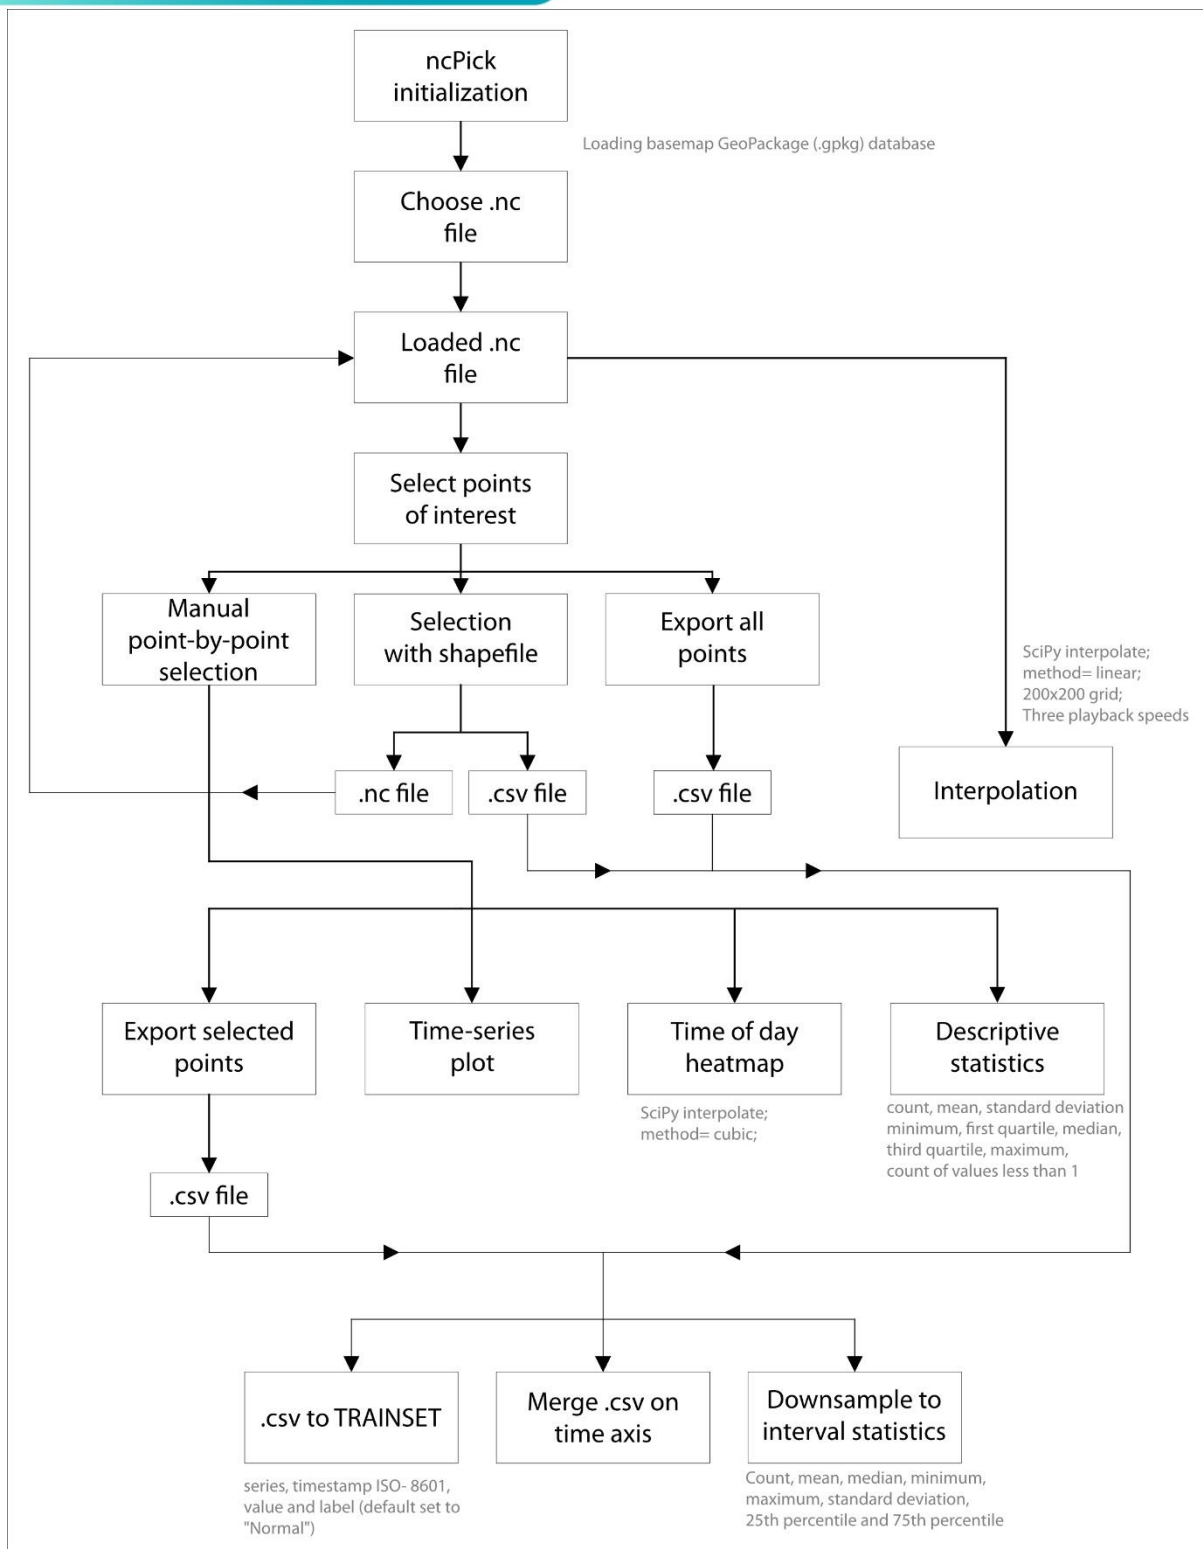 ncPick
initialization
Loading basemap GeoPackage (.gpkg) database
Choose .nc
file
Loaded .nc
file
Select points
of interest
Manual
point-by-point
selection
Selection
with shapefile
Export all
points
SciPy interpolate;
method= linear;
200x200 grid;
Three playback speeds
.nc file
.csv file
.csv file
Interpolation
Export selected
points
Time-series
plot
Time of day
heatmap
Descriptive
statistics
SciPy interpolate;
method= cubic;
count, mean, standard deviation
minimum, first quartile, median,
third quartile, maximum,
count of values less than 1
.csv file
.csv to TRAINSET
Merge .csv on
time axis
Downsample to
interval statistics
series, timestamp ISO- 8601,
value and label (default set to
"Normal")
Count, mean, median, minimum,
maximum, standard deviation,
25th percentile and 75th percentile